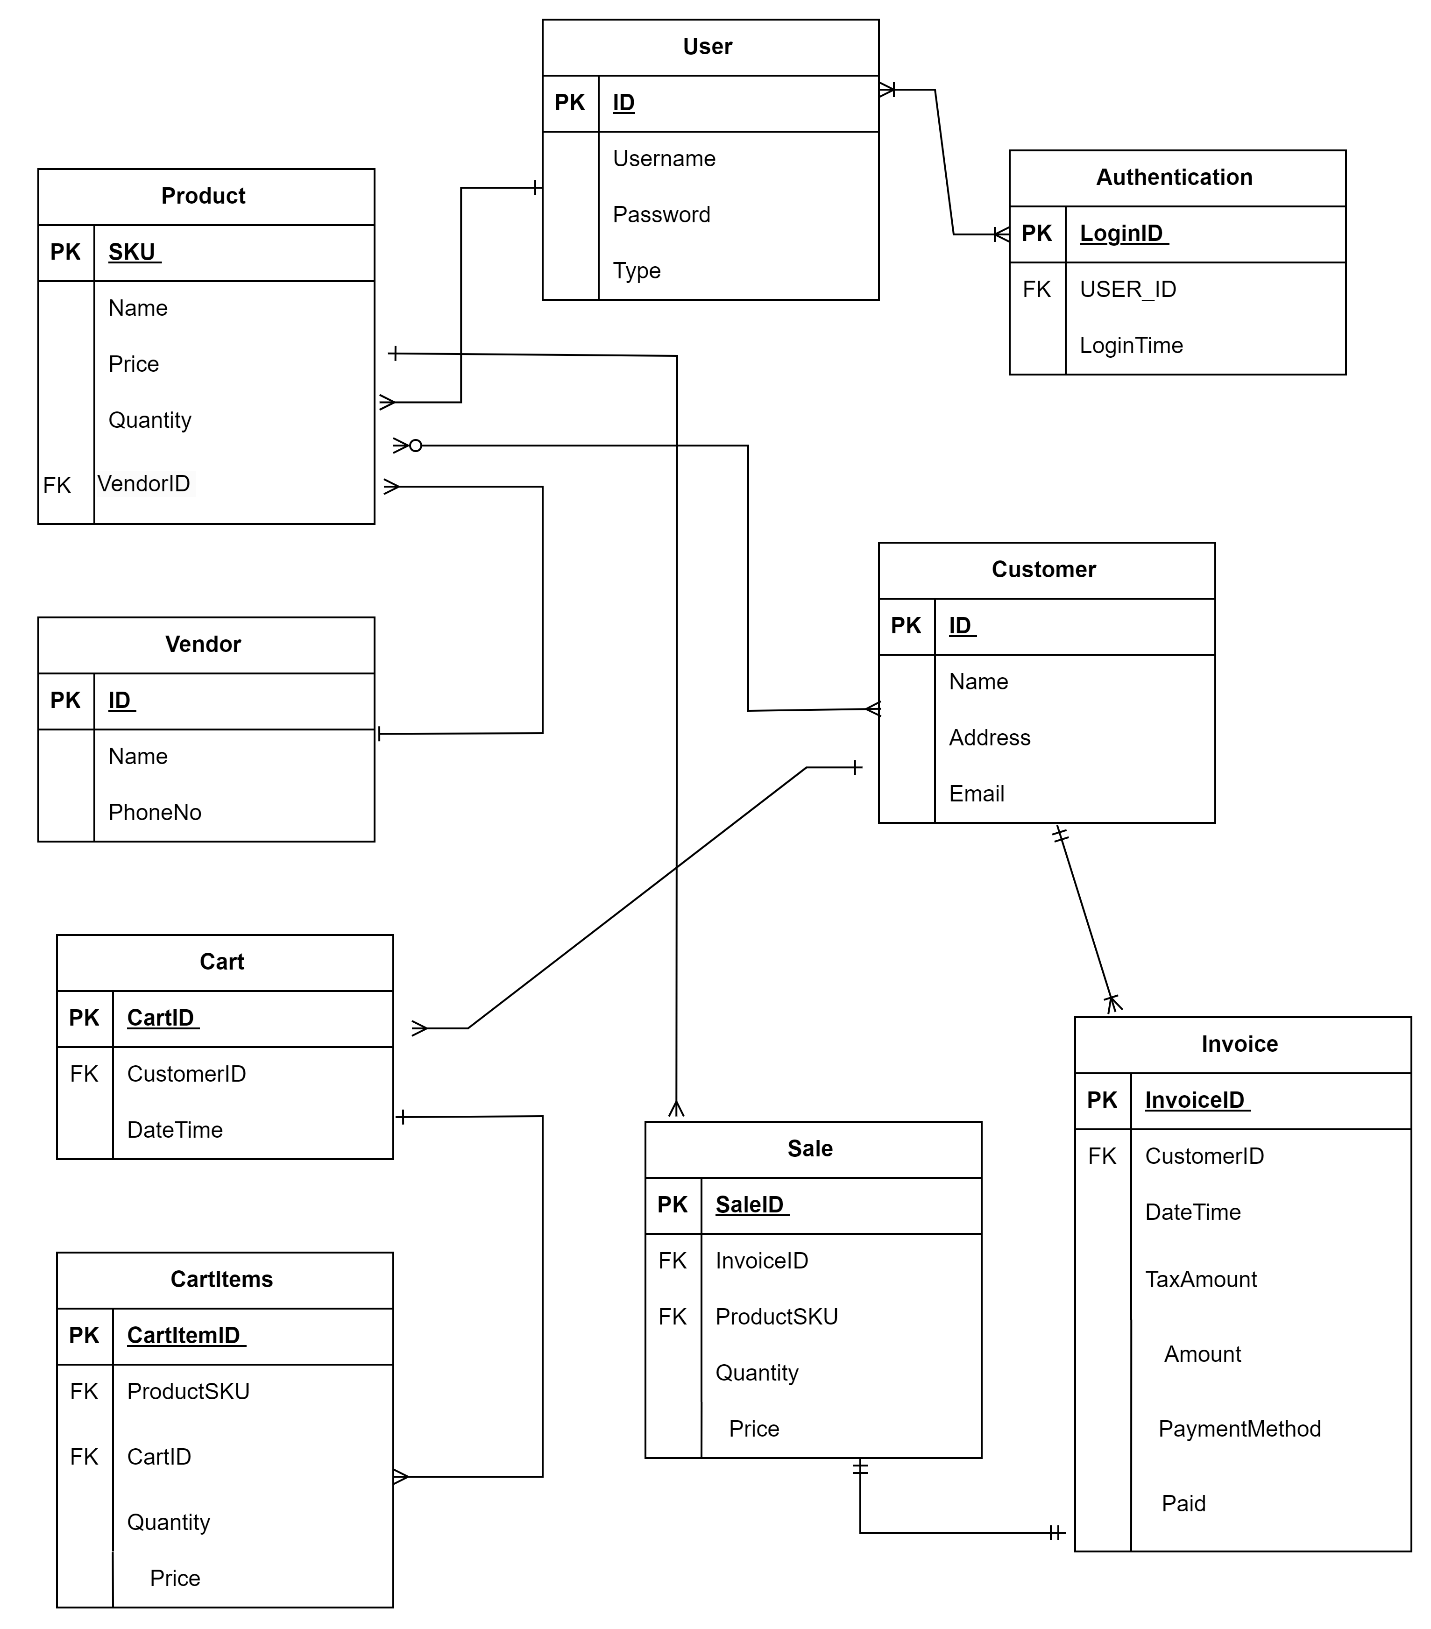 User
PK ID
Username
Password
Type
Authentication
PK LoginID
FK USER_ID
LoginTime
Product
PK SKU
Name
Price
Quantity
FK VendorID
Vendor
PK ID
Name
PhoneNo
Customer
PK ID
Name
Address
Email
Cart
PK CartID
FK CustomerID
DateTime
CartItems
PK CartItemID
FK ProductSKU
FK CartID
Quantity
Price
Sale
PK SaleID
FK InvoiceID
FK ProductSKU
Quantity
Price
Invoice
PK InvoiceID
FK CustomerID
DateTime
TaxAmount
Amount
PaymentMethod
Paid